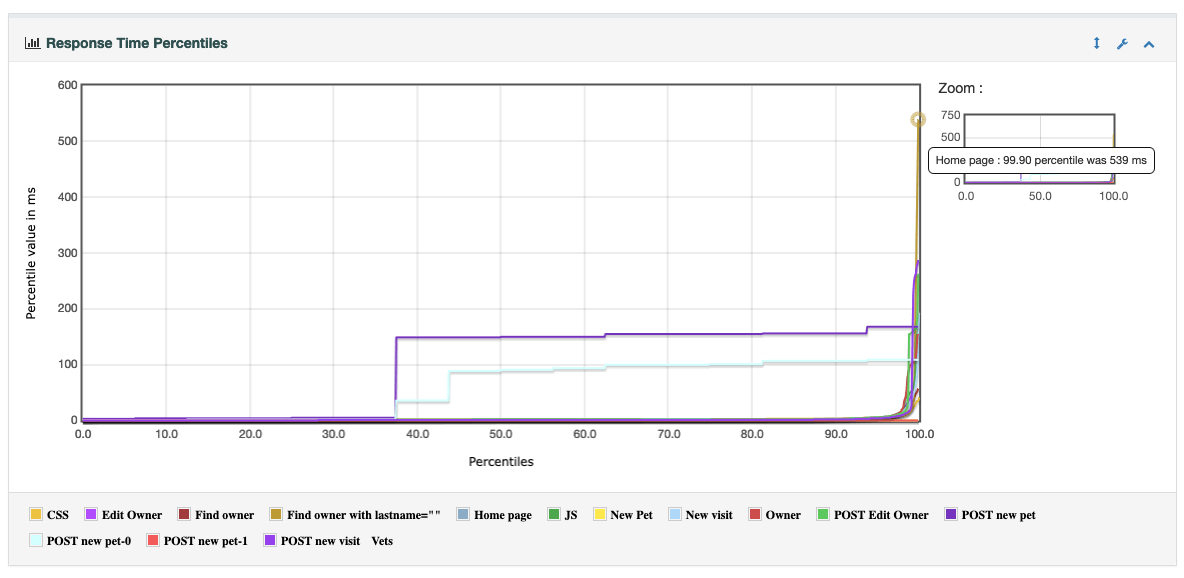 Response Time Percentiles
600
500
400
300
200
100
0
0.0 10.0 20.0 30.0 40.0 50.0 60.0 70.0 80.0 90.0 100.0
Percentile value in ms
Percentiles
Zoom :
750
500
Home page : 99.90 percentile was 539 ms
0
0.0 50.0 100.0
CSS Edit Owner Find owner Find owner with lastname="" Home page JS New Pet New visit Owner POST Edit Owner POST new pet
POST new pet-0 POST new pet-1 POST new visit Vets